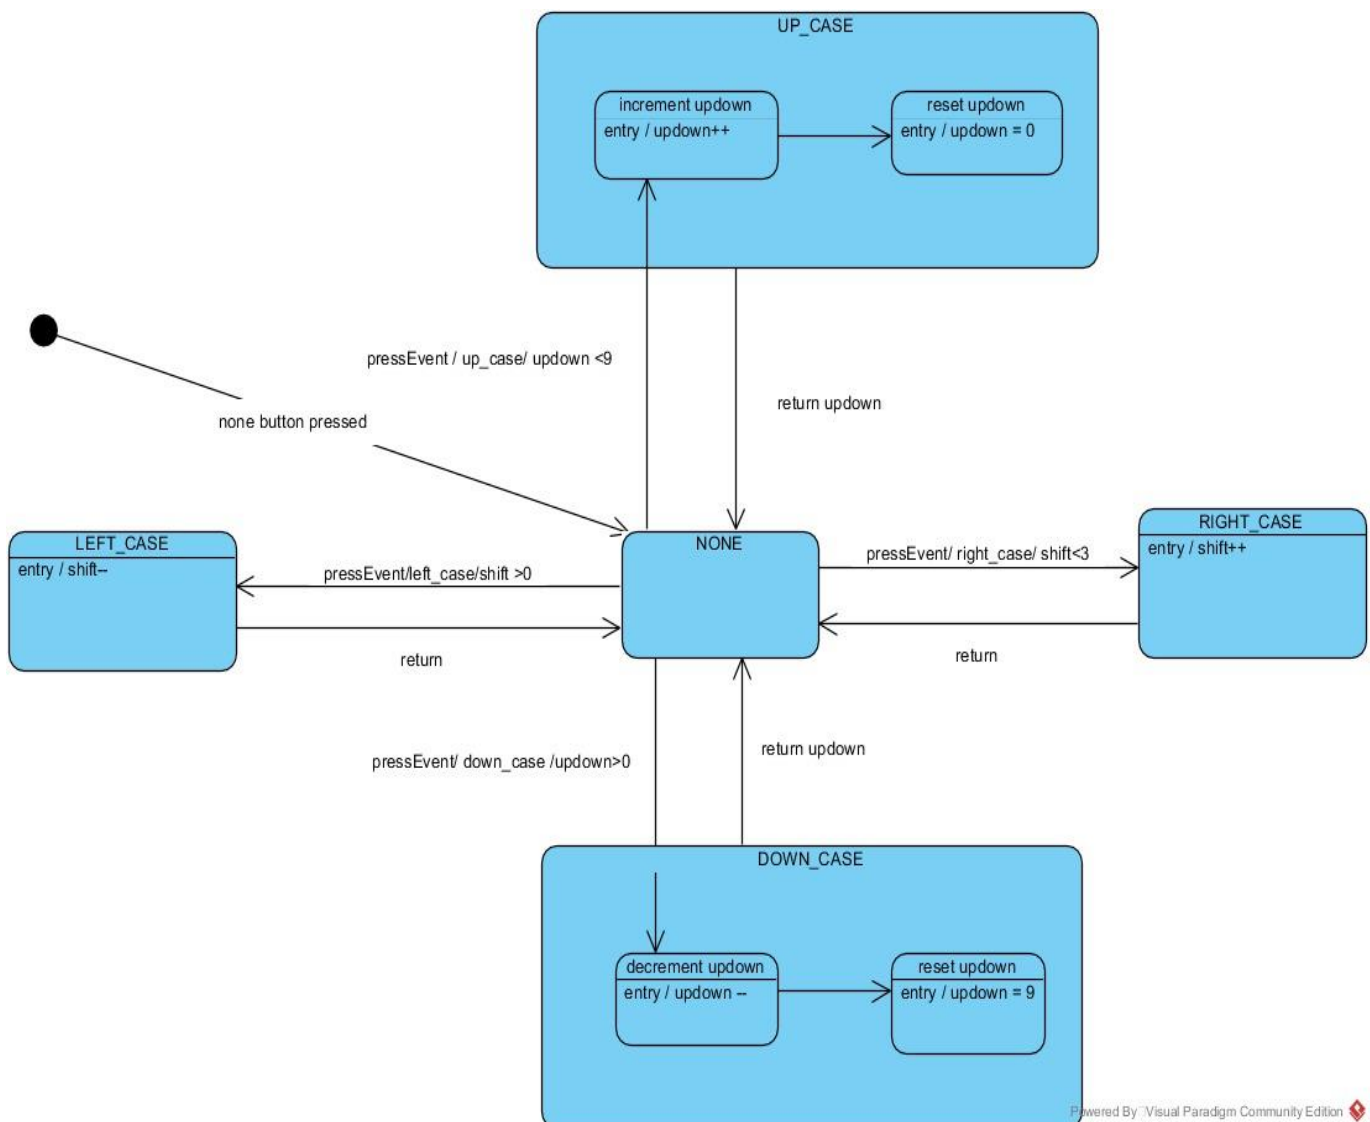 UP_CASE
increment updown
entry / updown++
reset updown
entry / updown = 0
pressEvent / up_case/ updown <9
return updown
none button pressed
LEFT_CASE
entry / shift--
pressEvent/left_case/shift >0
return
NONE
pressEvent/ right_case/ shift<3
return
RIGHT_CASE
entry / shift++
pressEvent/ down_case /updown>0
return updown
DOWN_CASE
decrement updown
entry / updown --
reset updown
entry / updown = 9
Powered By Visual Paradigm Community Edition